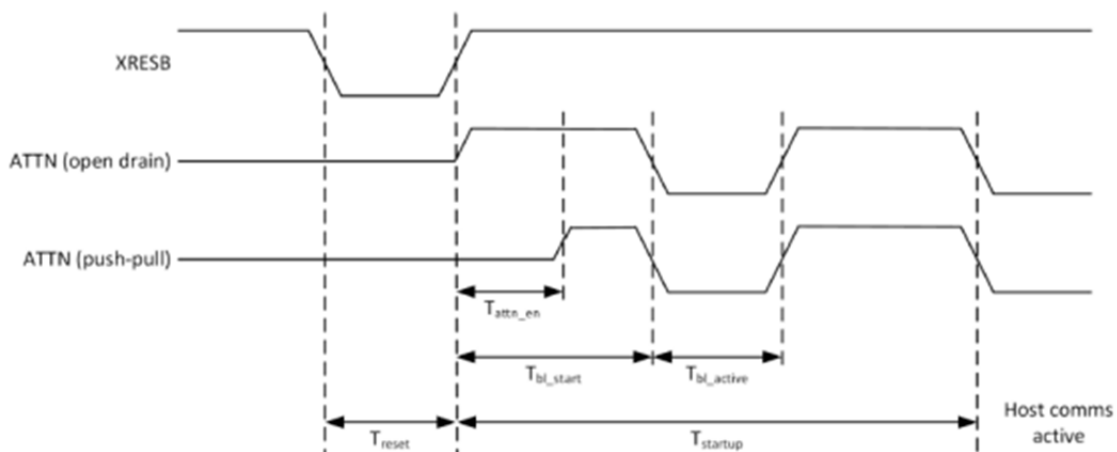 XRESB
ATTN (open drain)
ATTN (push-pull)
Tattn_en
Tbl_start
Tbl_active
Treset
Tstartup
Host comms
active